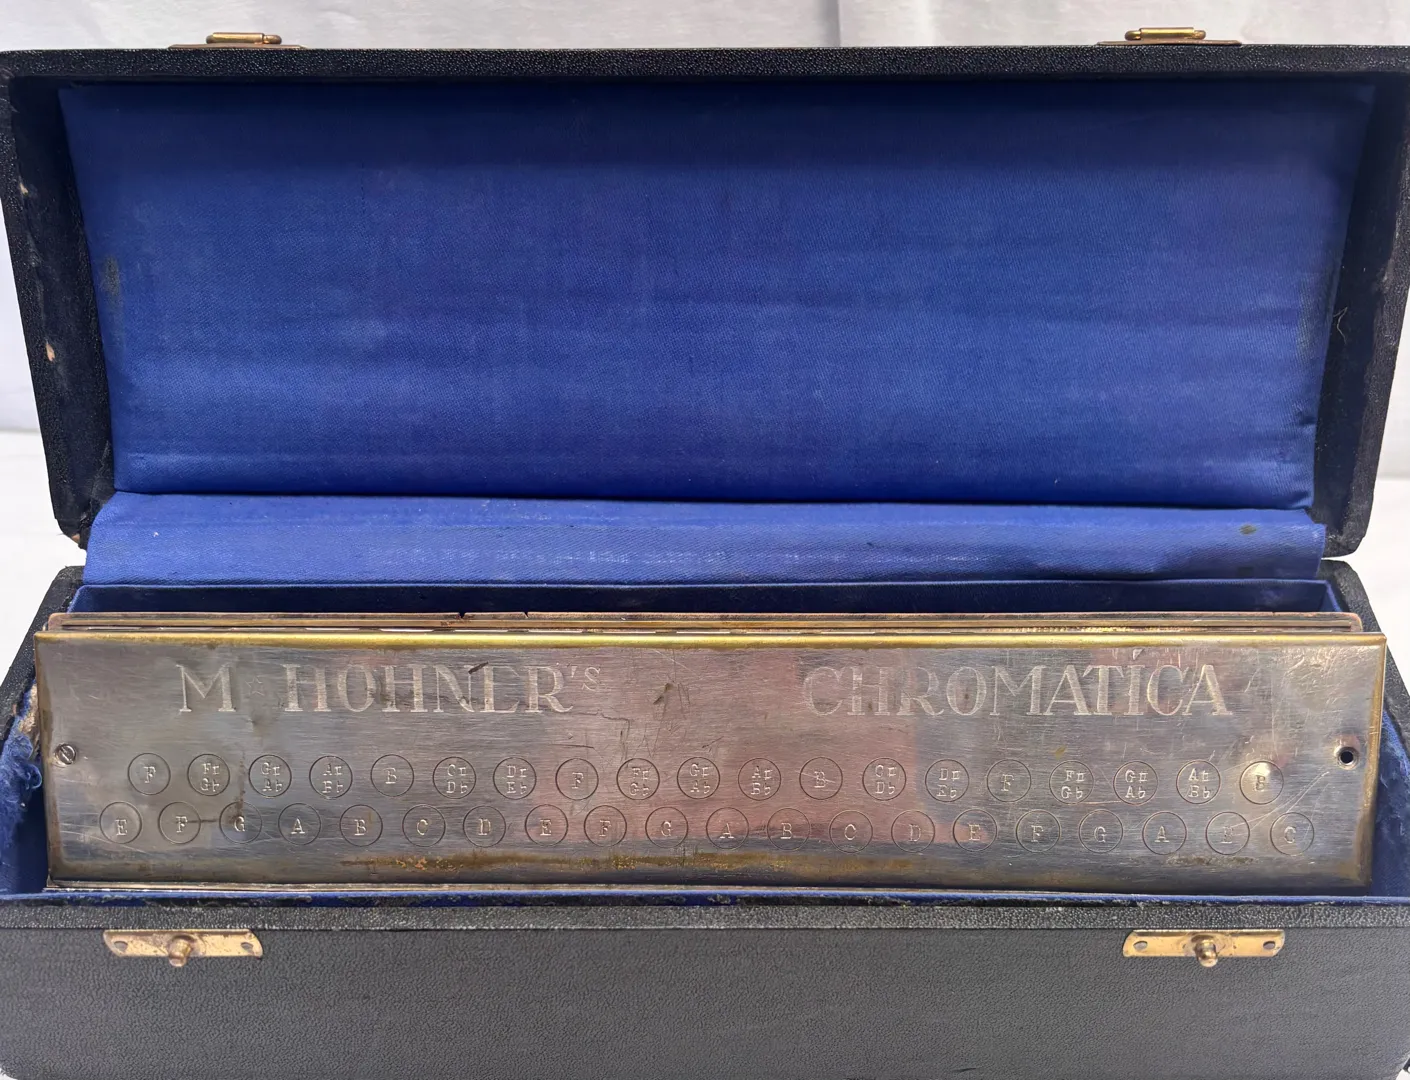 M HOHNER's CHROMATICA
F F♯ G♭ G♯ A♭ A♯ B♭ B C♯ D♭ D♯ E♭ F F♯ G♭ G♯ A♭ A♯ B♭ B C♯ D♭ D♯ E♭ F F♯ G♭ G♯ A♭ A♯ B♭ B
E F G A B C D E F G A B C D E F G A B C